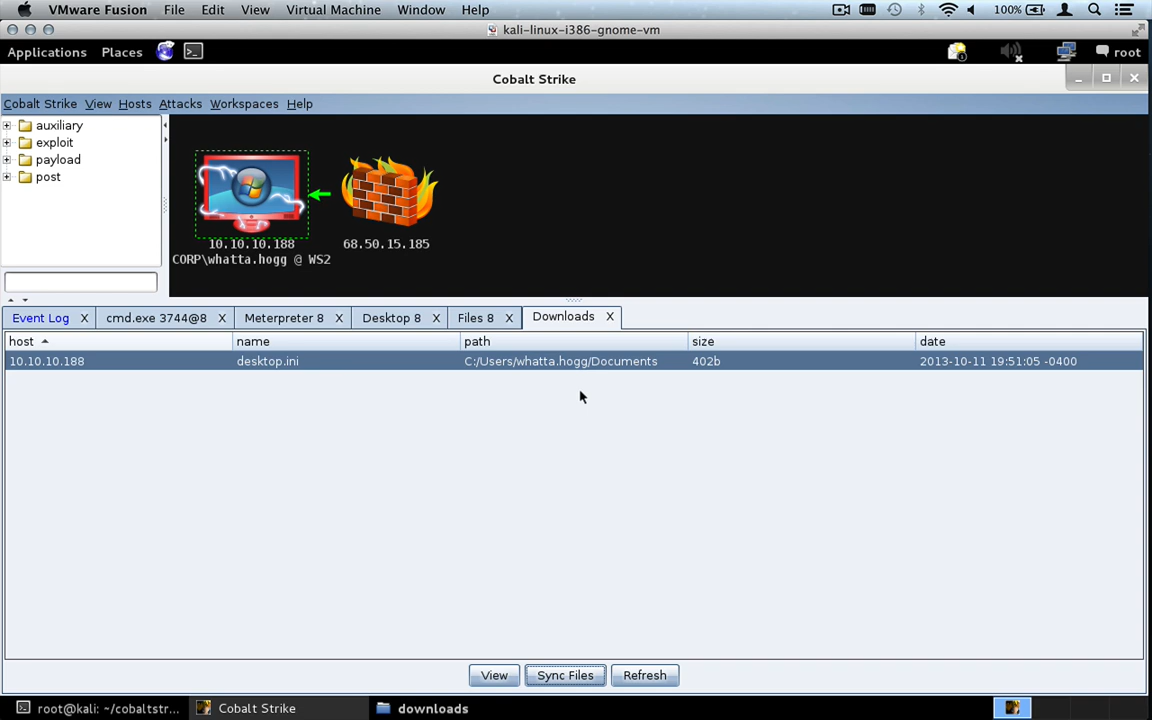 VMware Fusion File Edit View Virtual Machine Window Help 100%
kali-linux-i386-gnome-vm
Applications Places root
Cobalt Strike
Cobalt Strike View Hosts Attacks Workspaces Help
auxiliary
exploit
payload
post
10.10.10.188
CORP\whatta.hogg @ WS2
68.50.15.185
Event Log X cmd.exe 3744@8 X Meterpreter 8 X Desktop 8 X Files 8 X Downloads X
host name path size date
10.10.10.188 desktop.ini C:/Users/whatta.hogg/Documents 402b 2013-10-11 19:51:05 -0400
View Sync Files Refresh
root@kali: ~/cobaltstr... Cobalt Strike downloads